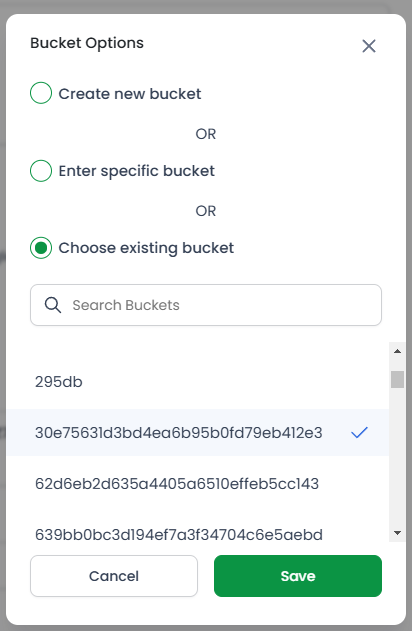 Bucket Options
Create new bucket
OR
Enter specific bucket
OR
Choose existing bucket
Search Buckets
295db
30e75631d3bd4ea6b95b0fd79eb412e3
62d6eb2d635a4405a6510effeb5cc143
639bb0bc3d194ef7a3f34704c6e5aebd
Cancel
Save